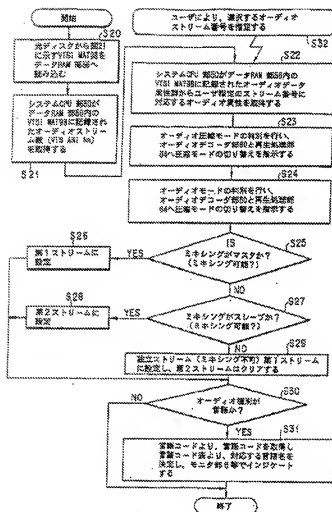 開始
S20
光ディスクから図21
に示すVTSI MAT98を
データRAM 部56へ
読み込む
システムCPU 部50が
データRAM 部56内の
VTSI MAT98に記録され
たオーディオストリー
ム数 (VTS AST Ns)
を取得する
S21
ユーザにより、選択するオーディオ
ストリーム番号を指定する
S32
S22
システムCPU 部50がデータRAM 部56内の
VTSI MAT98に記録されたオーディオデータ
属性群からユーザ指定のストリーム番号に
対応するオーディオ属性を取得する
S23
オーディオ圧縮モードの判別を行い、
オーディオデコーダ部60と再生処理部
64へ圧縮モードの切り替えを指示する
S24
オーディオモードの判別を行い、
オーディオデコーダ部60と再生処理部
64へ圧縮モードの切り替えを指示する
S25
IS
ミキシングがマスタか?
(ミキシング可能?)
YES
S26
第1ストリームに
設定
NO
S27
ミキシングがスレーブか?
(ミキシング可能?)
YES
S28
第2ストリームに
設定
NO
S29
独立ストリーム (ミキシング不可) 第1ストリーム
に設定し、第2ストリームはクリアする
S30
オーディオ種別が
言語か?
NO
YES
S31
言語コードより、言語コードを取得し
言語コード表より、対応する言語名を
決定し、モニタ部6等でインジケート
する
終了